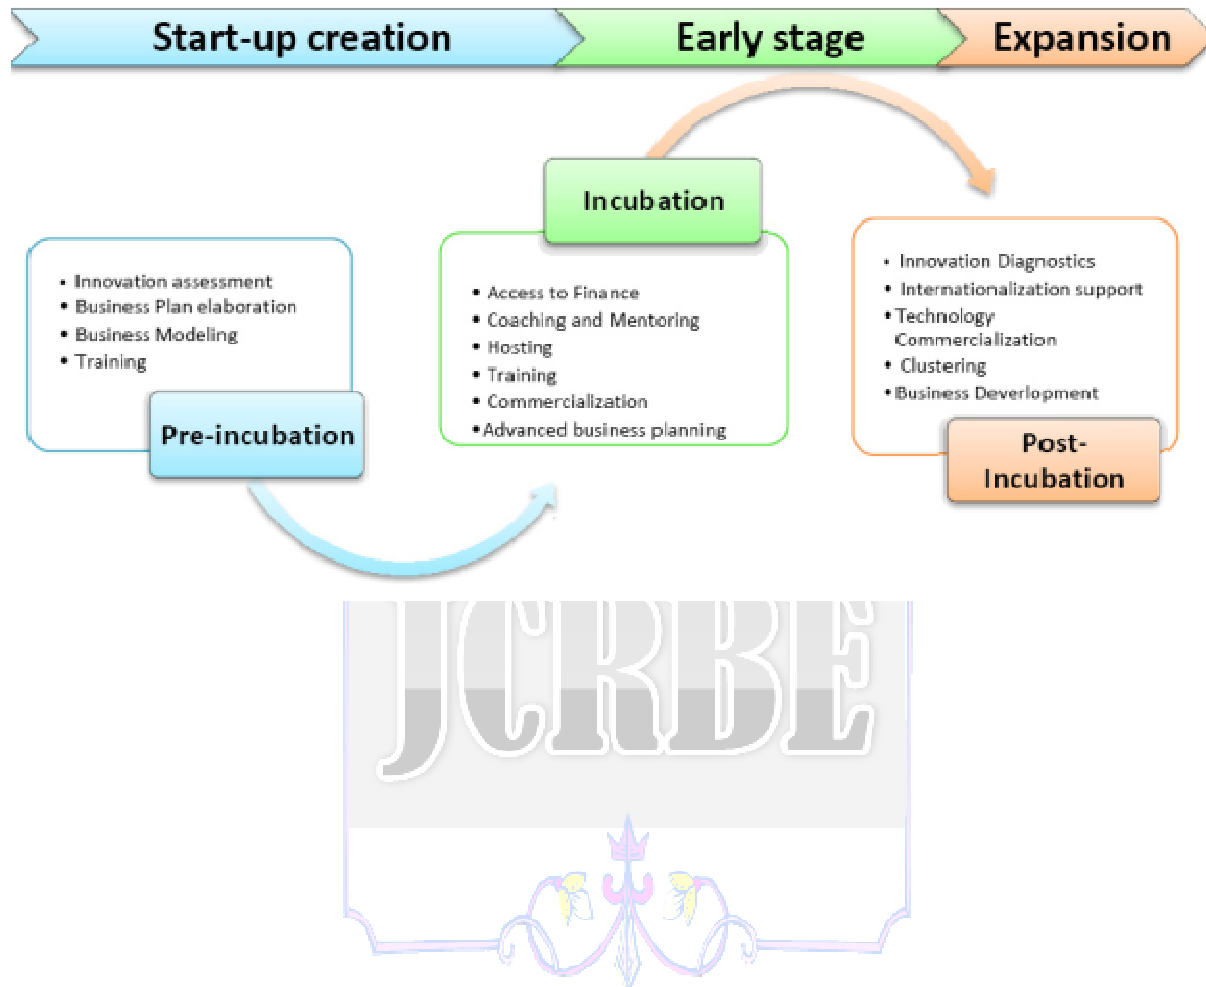 Start-up creation
Early stage
Expansion
• Innovation assessment
• Business Plan elaboration
• Business Modeling
• Training
Pre-incubation
Incubation
• Access to Finance
• Coaching and Mentoring
• Hosting
• Training
• Commercialization
•Advanced business planning
• Innovation Diagnostics
• Internationalization support
•Technology
Commercialization
• Clustering
•Business Deverlopment
Post-
Incubation
JCRBE